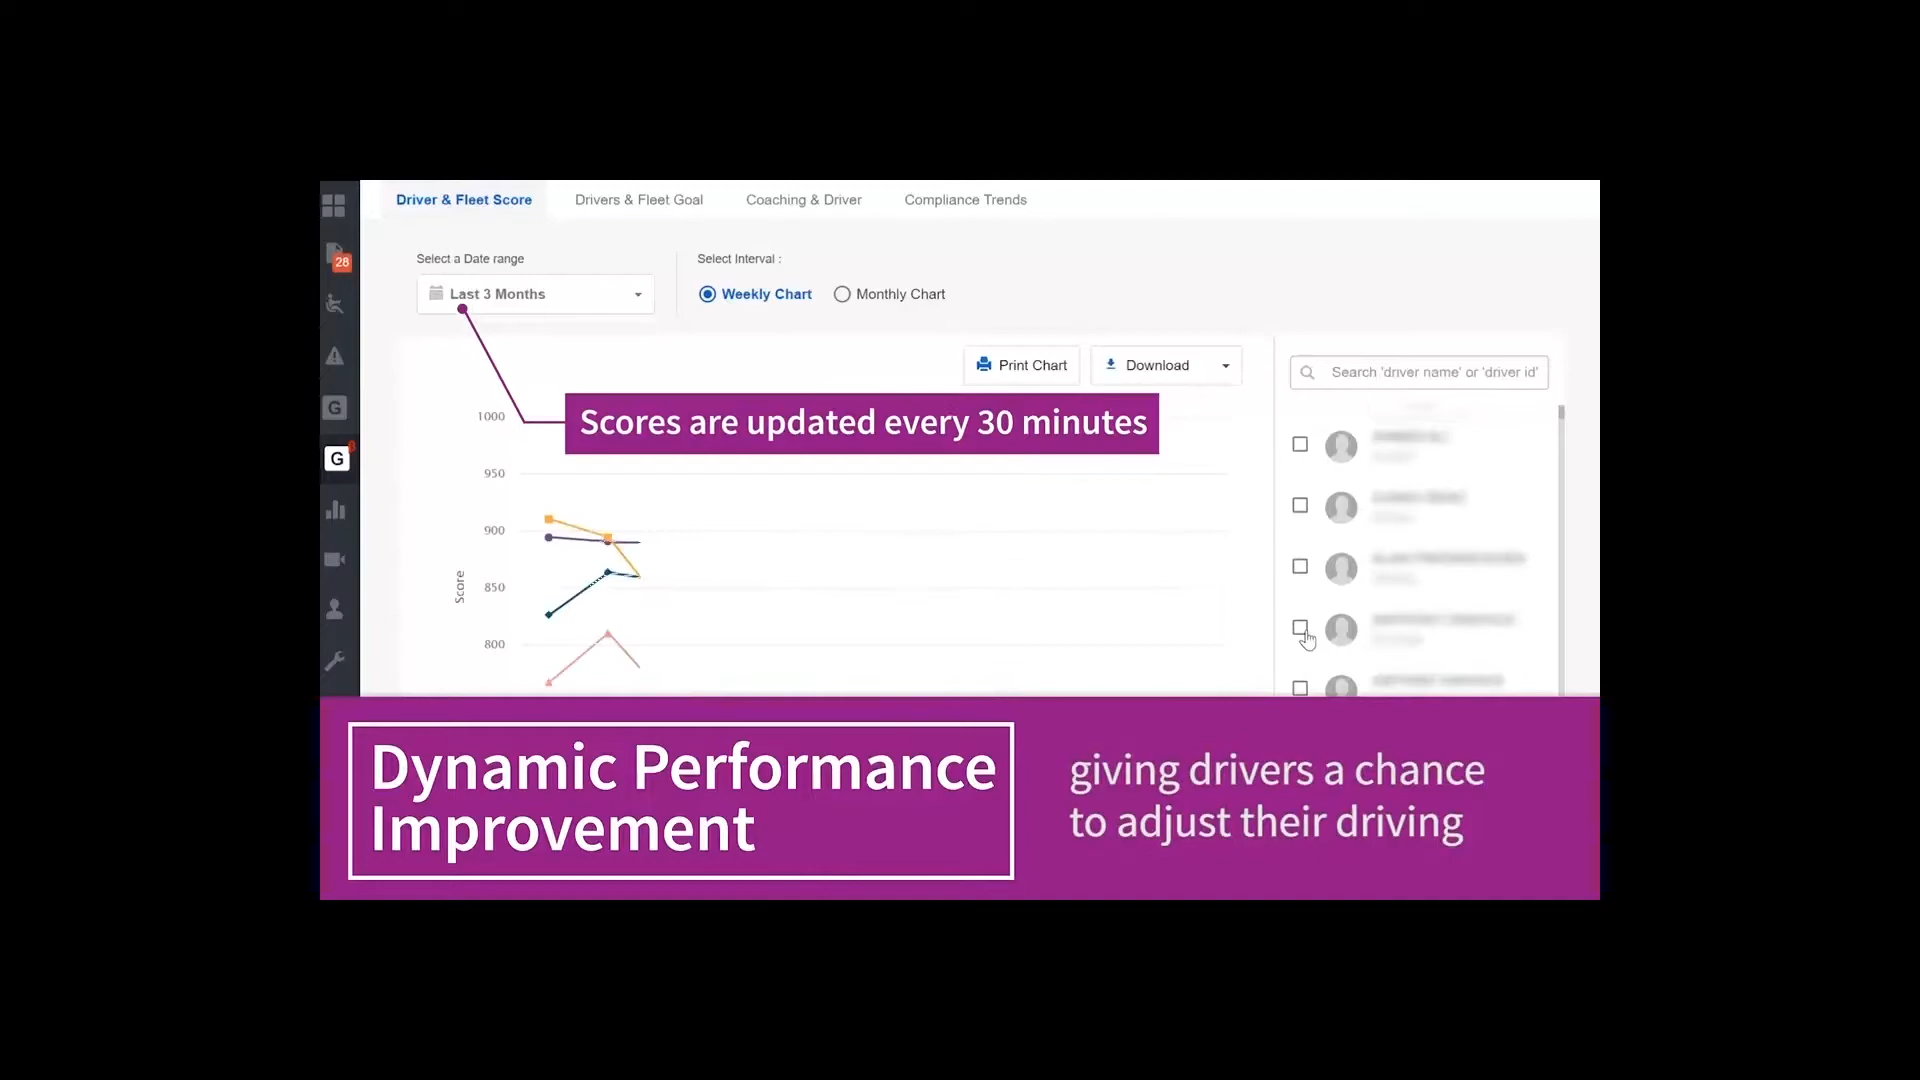 Driver & Fleet Score
Drivers & Fleet Goal
Coaching & Driver
Compliance Trends
28
Select a Date range
Select Interval :
Last 3 Months
Weekly Chart
Monthly Chart
Print Chart
Download
Search 'driver name' or 'driver id'
Scores are updated every 30 minutes
1000
950
900
850
800
Score
G
G
Dynamic Performance
Improvement
giving drivers a chance
to adjust their driving